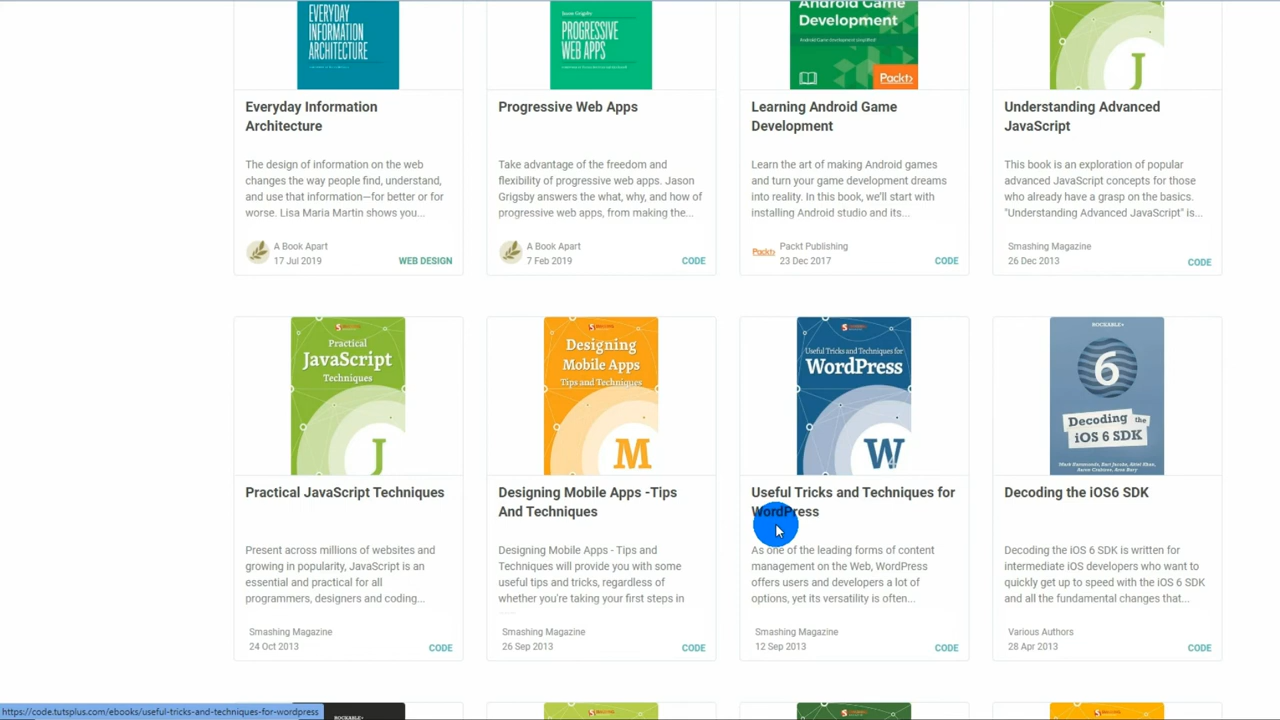 EVERYDAY
INFORMATION
ARCHITECTURE
Everyday Information
Architecture
The design of information on the web
changes the way people find, understand,
and use that information—for better or for
worse. Lisa Maria Martin shows you...
A Book Apart
17 Jul 2019
WEB DESIGN
Jason Grigsby
PROGRESSIVE
WEB APPS
Progressive Web Apps
Take advantage of the freedom and
flexibility of progressive web apps. Jason
Grigsby answers the what, why, and how of
progressive web apps, from making the...
A Book Apart
7 Feb 2019
CODE
Android Game
Development
Android Game development simplified
Packt>
Learning Android Game
Development
Learn the art of making Android games
and turn your game development dreams
into reality. In this book, we'll start with
installing Android studio and its...
Packt>
Packt Publishing
23 Dec 2017
CODE
J
Understanding Advanced
JavaScript
This book is an exploration of popular
advanced JavaScript concepts for those
who already have a grasp on the basics.
"Understanding Advanced JavaScript" is...
Smashing Magazine
26 Dec 2013
CODE
Practical
JavaScript
Techniques
J
Practical JavaScript Techniques
Present across millions of websites and
growing in popularity, JavaScript is an
essential and practical for all
programmers, designers and coding...
Smashing Magazine
24 Oct 2013
CODE
Designing
Mobile Apps
Tips and Techniques
M
Designing Mobile Apps -Tips
And Techniques
Designing Mobile Apps - Tips and
Techniques will provide you with some
useful tips and tricks, regardless of
whether you're taking your first steps in
Smashing Magazine
26 Sep 2013
CODE
Useful Tricks and Techniques for
WordPress
W
Useful Tricks and Techniques for
WordPress
As one of the leading forms of content
management on the Web, WordPress
offers users and developers a lot of
options, yet its versatility is often...
Smashing Magazine
12 Sep 2013
CODE
ROCKABLE
6
Decoding the
iOS 6 SDK
Decoding the iOS6 SDK
Decoding the iOS 6 SDK is written for
intermediate iOS developers who want to
quickly get up to speed with the iOS 6 SDK
and all the fundamental changes that...
Various Authors
28 Apr 2013
CODE
https://code.tutsplus.com/ebooks/useful-tricks-and-techniques-for-wordpress
ROCKABLE